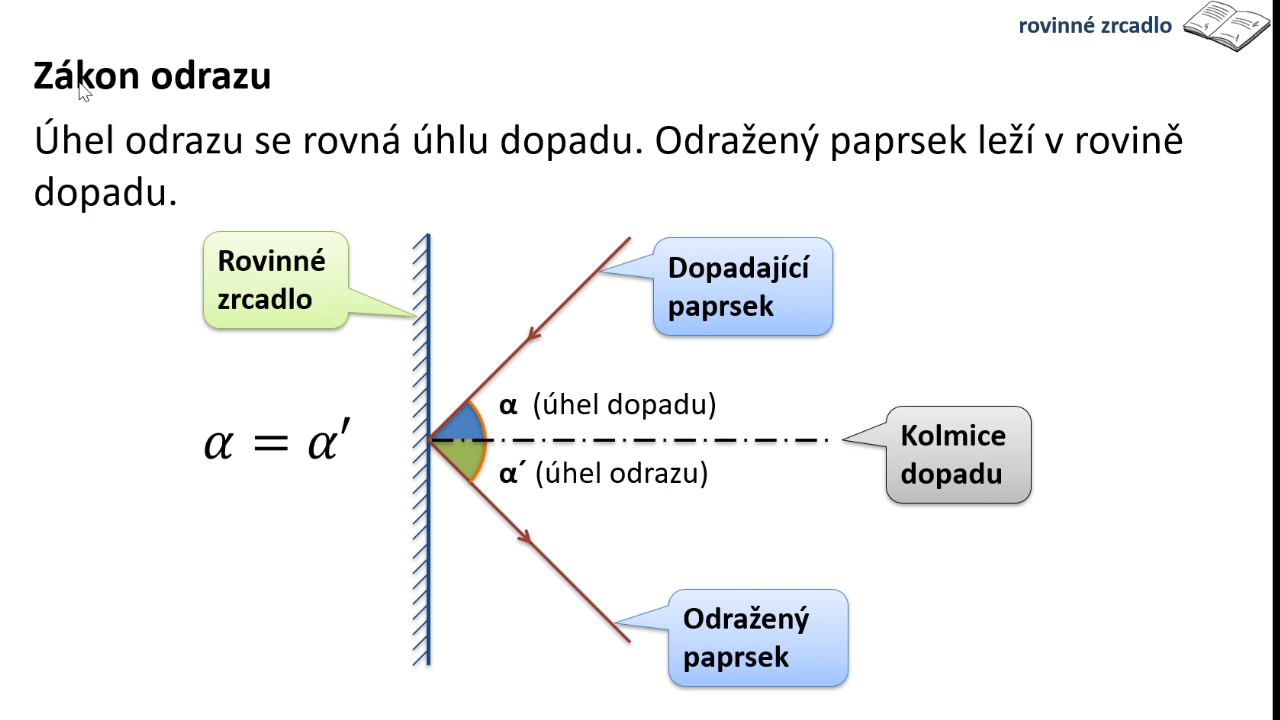 rovinné zrcadlo
Zákon odrazu
Úhel odrazu se rovná úhlu dopadu. Odražený paprsek leží v rovině
dopadu.
Rovinné
zrcadlo
Dopadající
paprsek
α (úhel dopadu)
α = α′
Kolmice
dopadu
α´ (úhel odrazu)
Odražený
paprsek